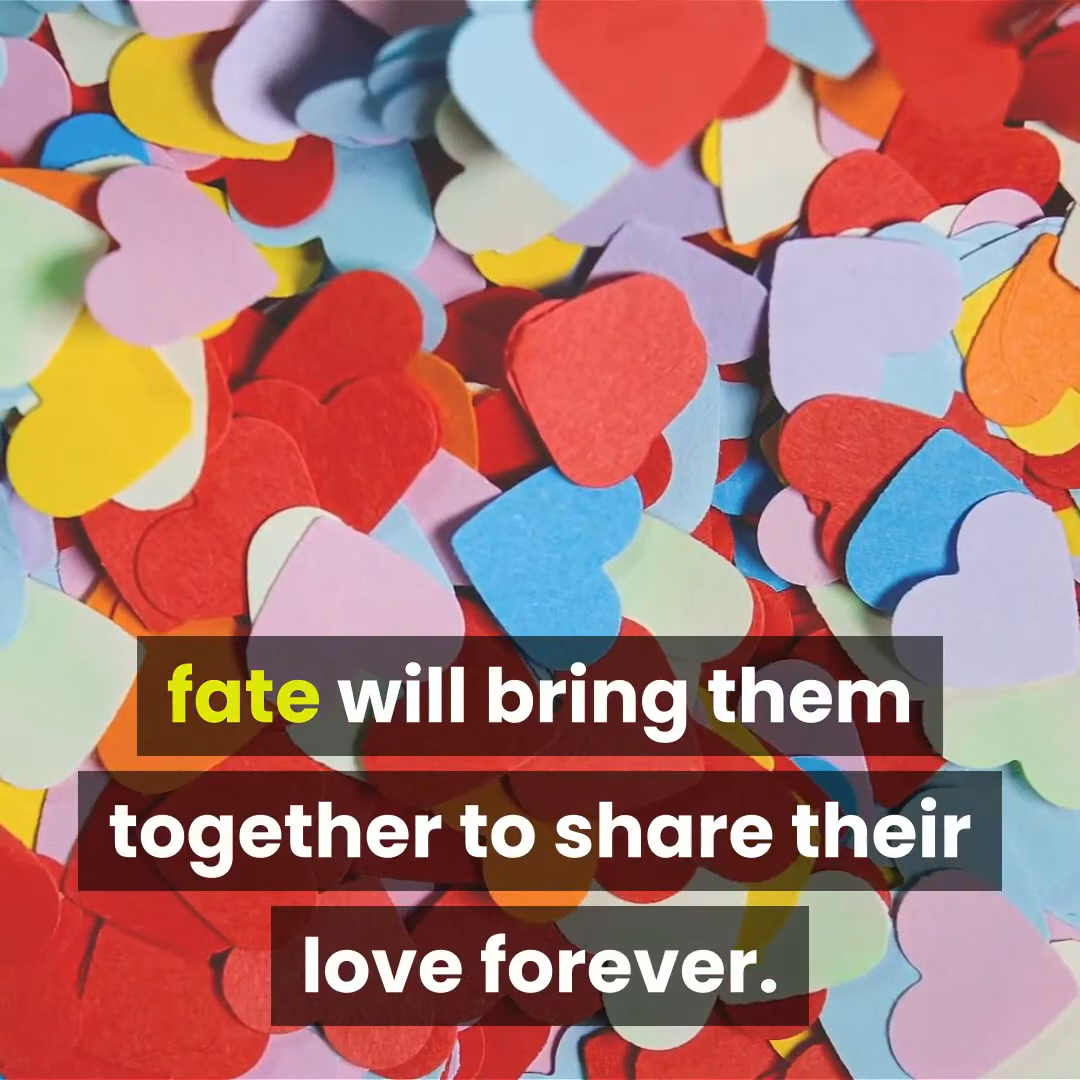 fate will bring them
together to share their
love forever.